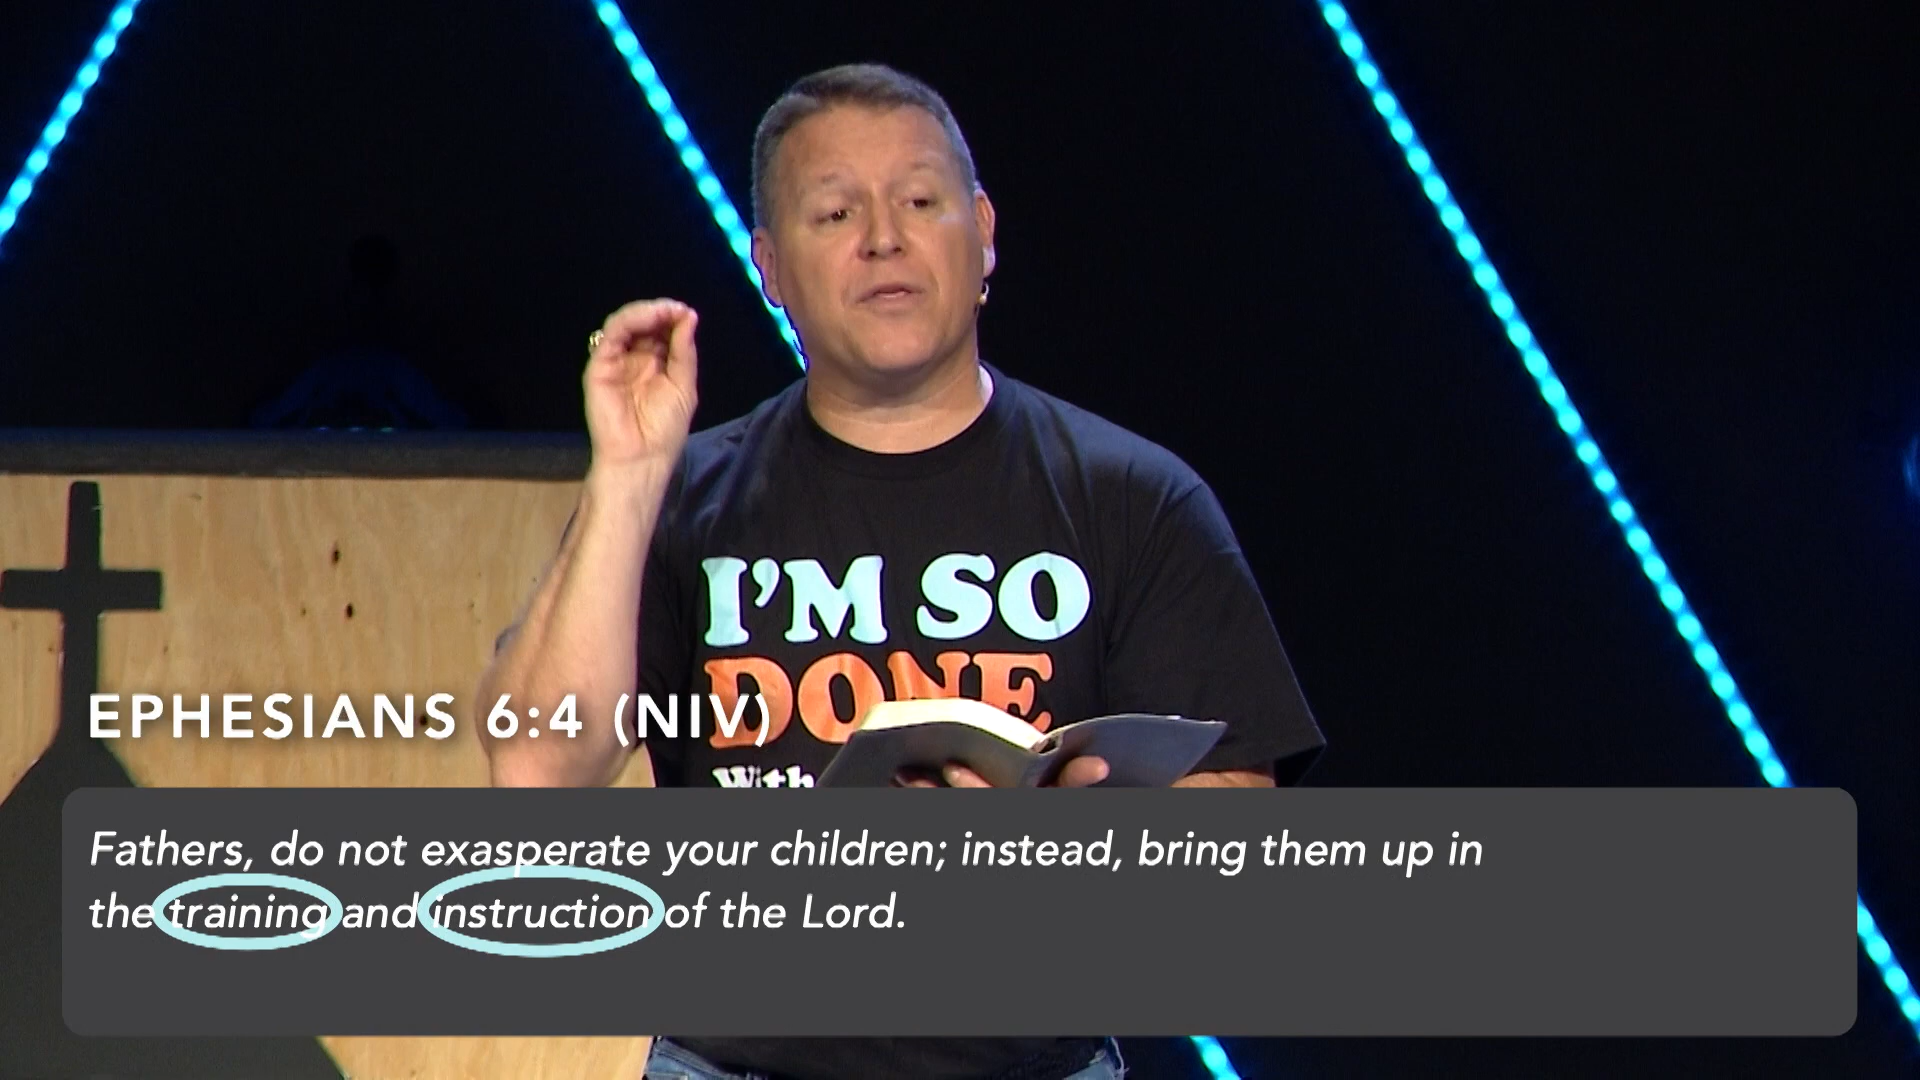 I'M SO
DONE
With
EPHESIANS 6:4 (NIV)
Fathers, do not exasperate your children; instead, bring them up in
the training and instruction of the Lord.